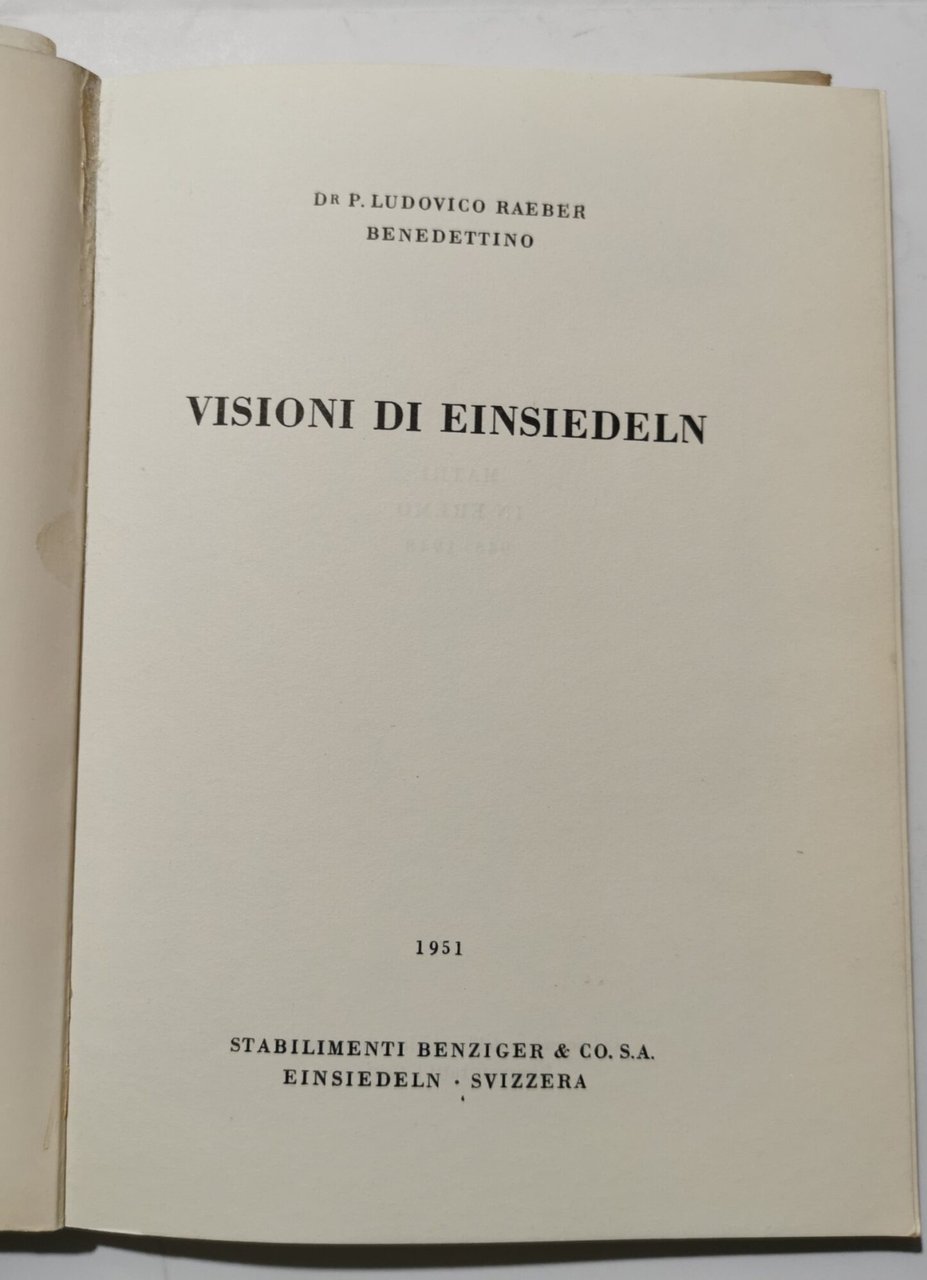 DR P. LUDOVICO RAEBER
BENEDETTINO
VISIONI DI EINSIEDELN
1951
STABILIMENTI BENZIGER & CO. S.A.
EINSIEDELN · SVIZZERA